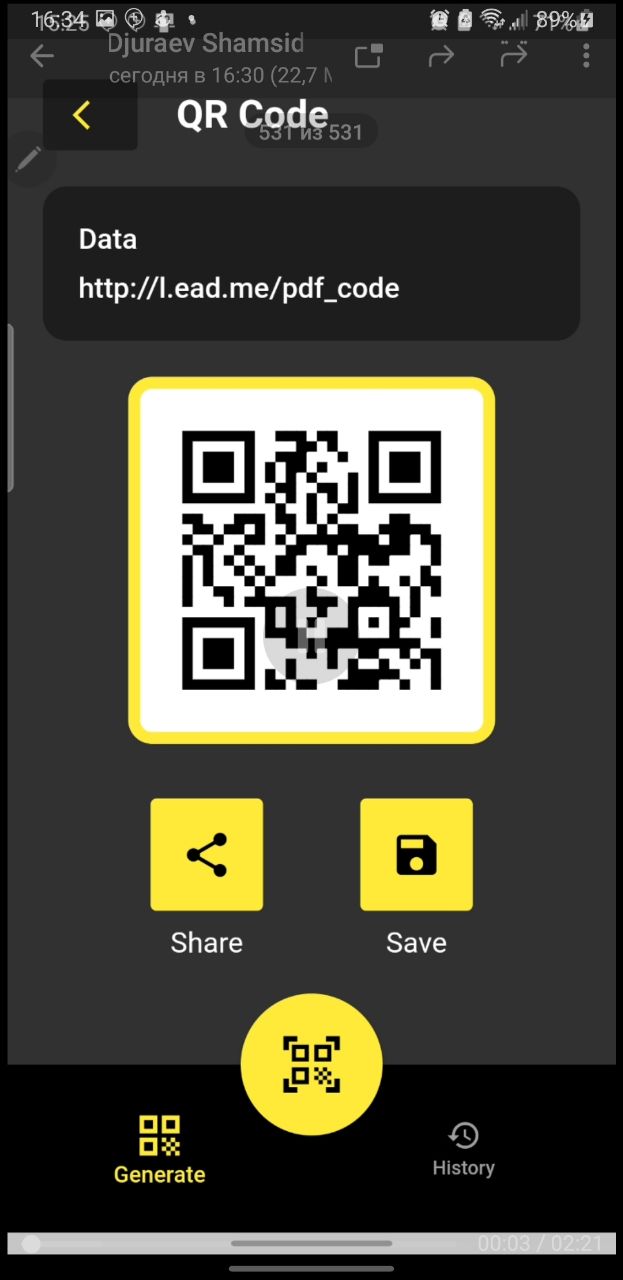 16:34
89%
Djuraev Shamsid
сегодня в 16:30 (22,7
QR Code
531 из 531
Data
http://l.ead.me/pdf_code
Share
Save
Generate
History
00:03 / 02:21